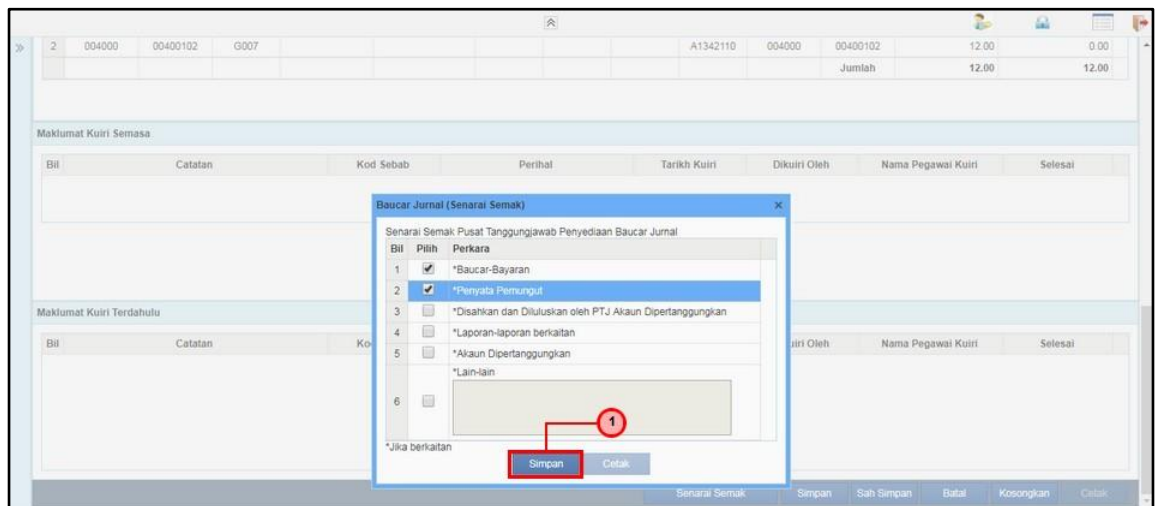 2 004000 00400102 G007 A1342110 004000 00400102 12.00 0.00
Jumlah 12.00 12.00
Maklumat Kuiri Semasa
Bil Catatan Kod Sebab Perihal Tarikh Kuiri Dikuiri Oleh Nama Pegawai Kuiri Selesai
Baucar Jurnal (Senarai Semak)
Senarai Semak Pusat Tanggungjawab Penyediaan Baucar Jurnal
Bil Pilih Perkara
1 *Baucar-Bayaran
2 *Penyata Pemungut
3 *Disahkan dan Diluluskan oleh PTJ Akaun Dipertanggungkan
4 *Laporan-laporan berkaitan
5 *Akaun Dipertanggungkan
*Lain-lain
6
1
*Jika berkaitan
Simpan Cetak
Maklumat Kuiri Terdahulu
Bil Catatan Ko uiri Oleh Nama Pegawai Kuiri Selesai
Senarai Semak Simpan Sah Simpan Batal Kosongkan Cetak